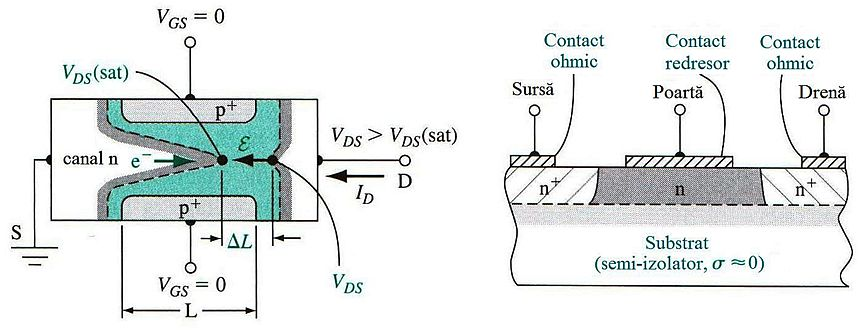 V_GS = 0
V_DS(sat)
p+
canal n
e−
ℰ
V_DS > V_DS(sat)
I_D
D
p+
S
ΔL
V_GS = 0
V_DS
L
Contact
ohmic
Contact
redresor
Contact
ohmic
Sursă
Poartă
Drenă
n+
n
n+
Substrat
(semi-izolator, σ ≈ 0)